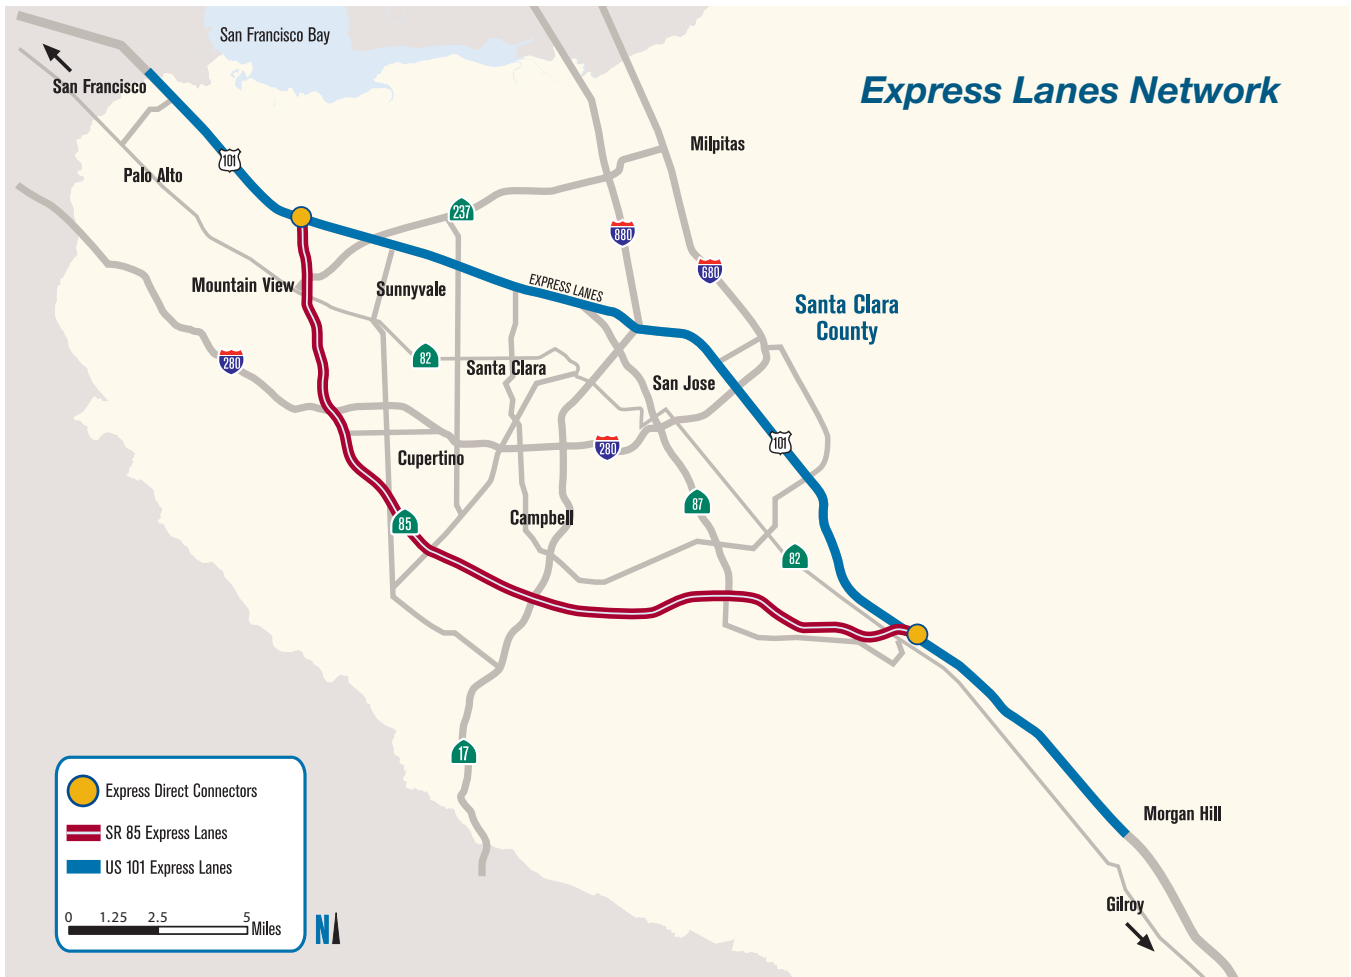 San Francisco Bay
San Francisco
Express Lanes Network
Milpitas
101
Palo Alto
237
880
680
Mountain View
Sunnyvale
EXPRESS LANES
Santa Clara
County
280
82
Santa Clara
San Jose
101
280
Cupertino
87
85
Campbell
82
17
Express Direct Connectors
SR 85 Express Lanes
US 101 Express Lanes
0 1.25 2.5 5
Miles
N
Morgan Hill
Gilroy